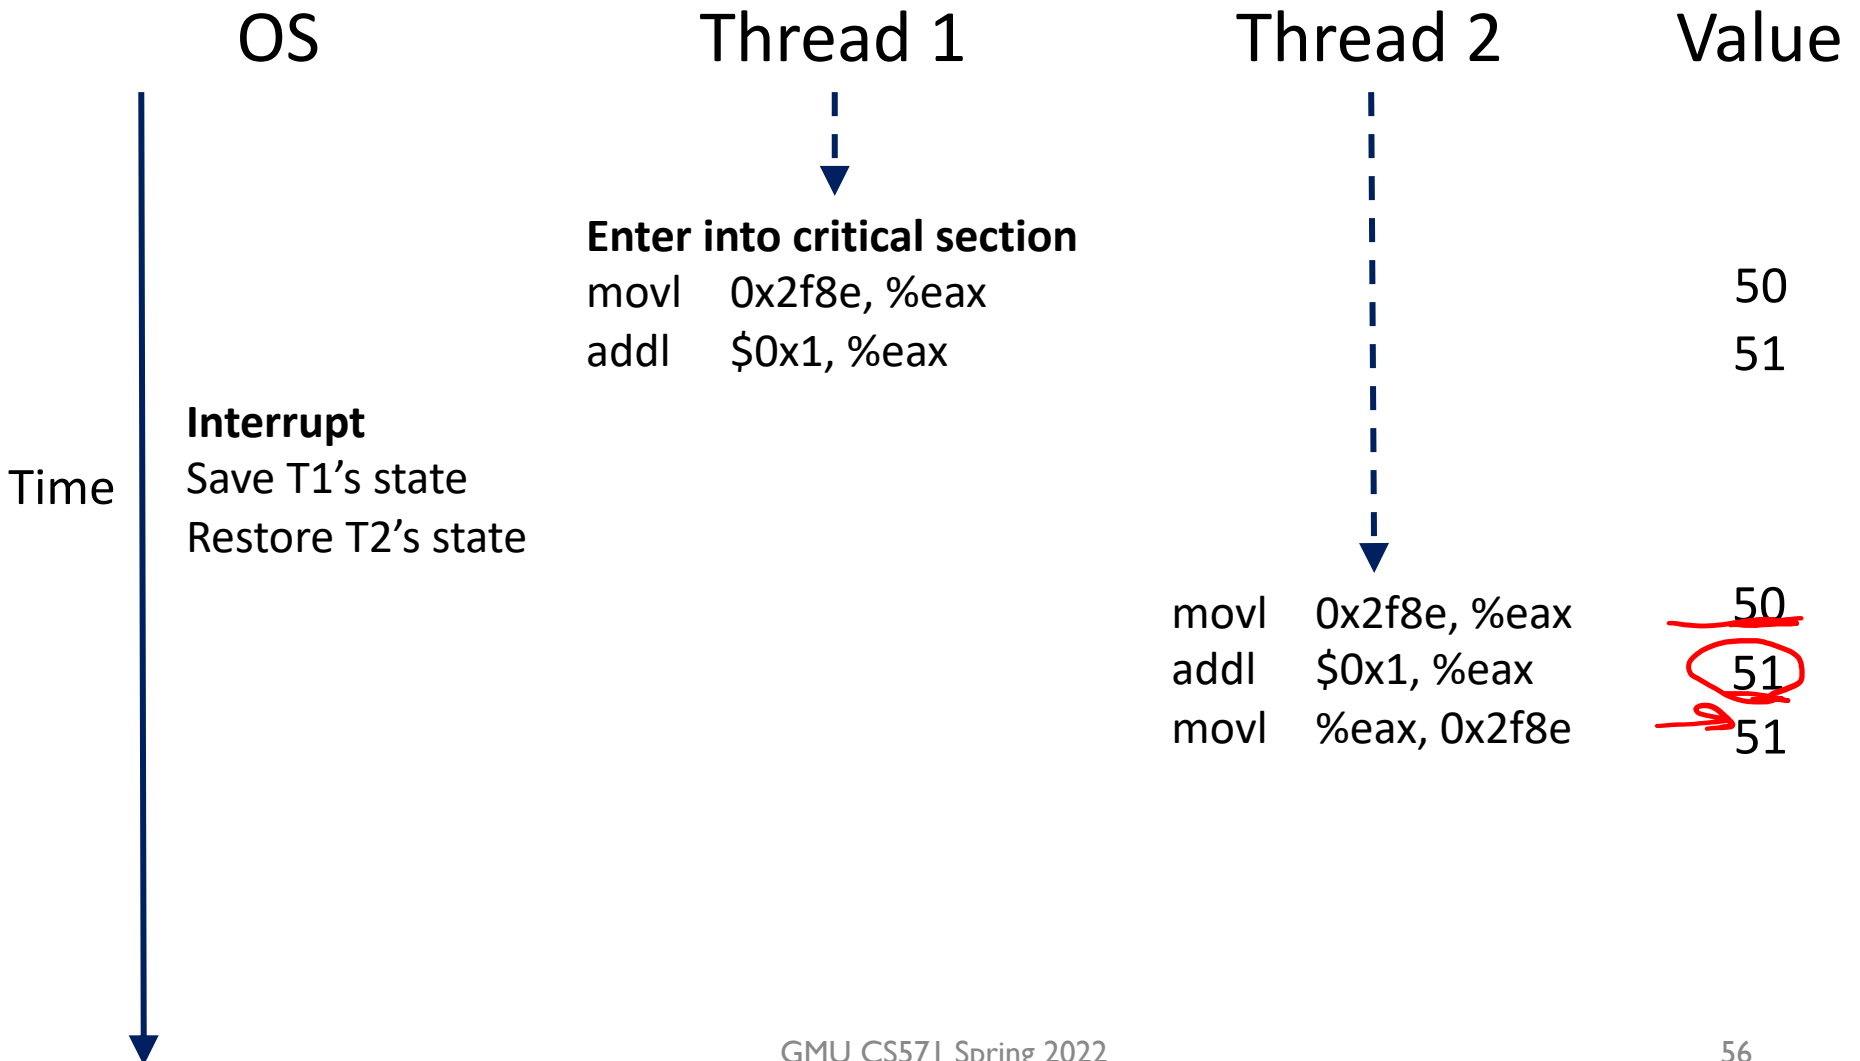 OS Thread 1 Thread 2 Value
Enter into critical section
movl 0x2f8e, %eax 50
addl $0x1, %eax 51
Interrupt
Time Save T1’s state
Restore T2’s state
movl 0x2f8e, %eax 50
addl $0x1, %eax 51
movl %eax, 0x2f8e 51
GMU CS571 Spring 2022 56